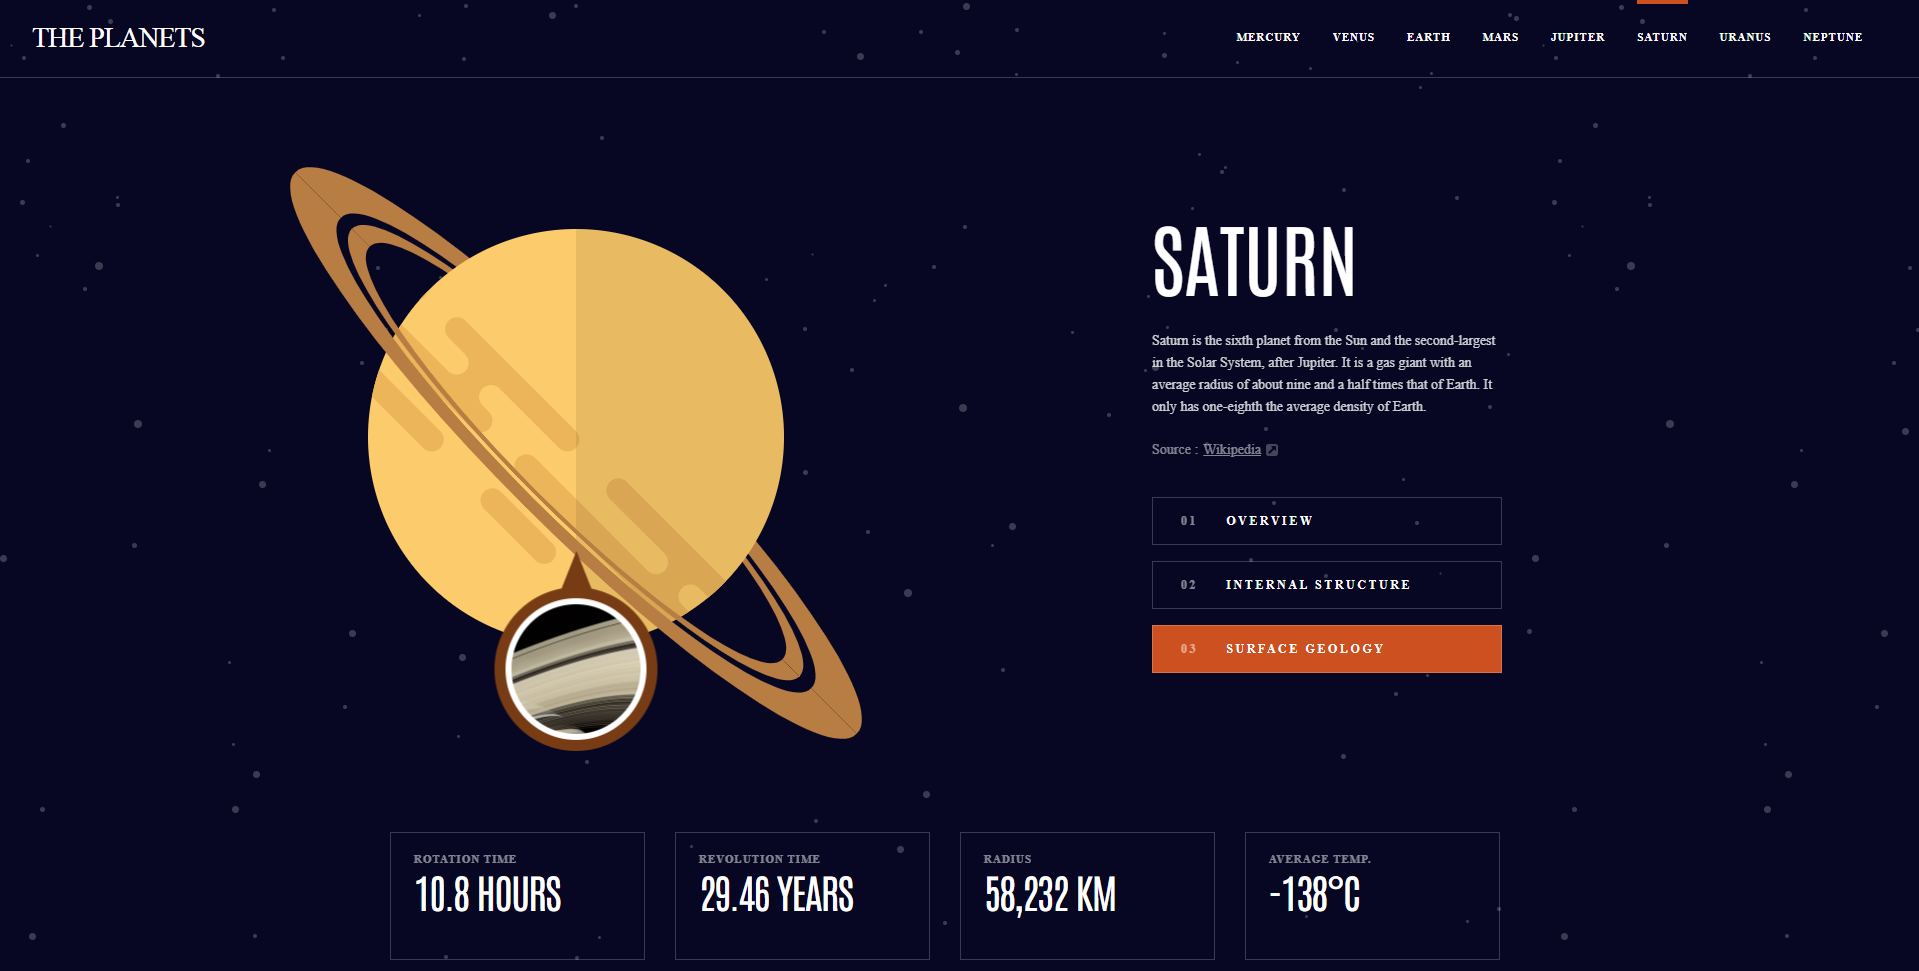 THE PLANETS
MERCURY VENUS EARTH MARS JUPITER SATURN URANUS NEPTUNE
SATURN
Saturn is the sixth planet from the Sun and the second-largest
in the Solar System, after Jupiter. It is a gas giant with an
average radius of about nine and a half times that of Earth. It
only has one-eighth the average density of Earth.
Source : Wikipedia
01 OVERVIEW
02 INTERNAL STRUCTURE
03 SURFACE GEOLOGY
ROTATION TIME
10.8 HOURS
REVOLUTION TIME
29.46 YEARS
RADIUS
58,232 KM
AVERAGE TEMP.
-138°C